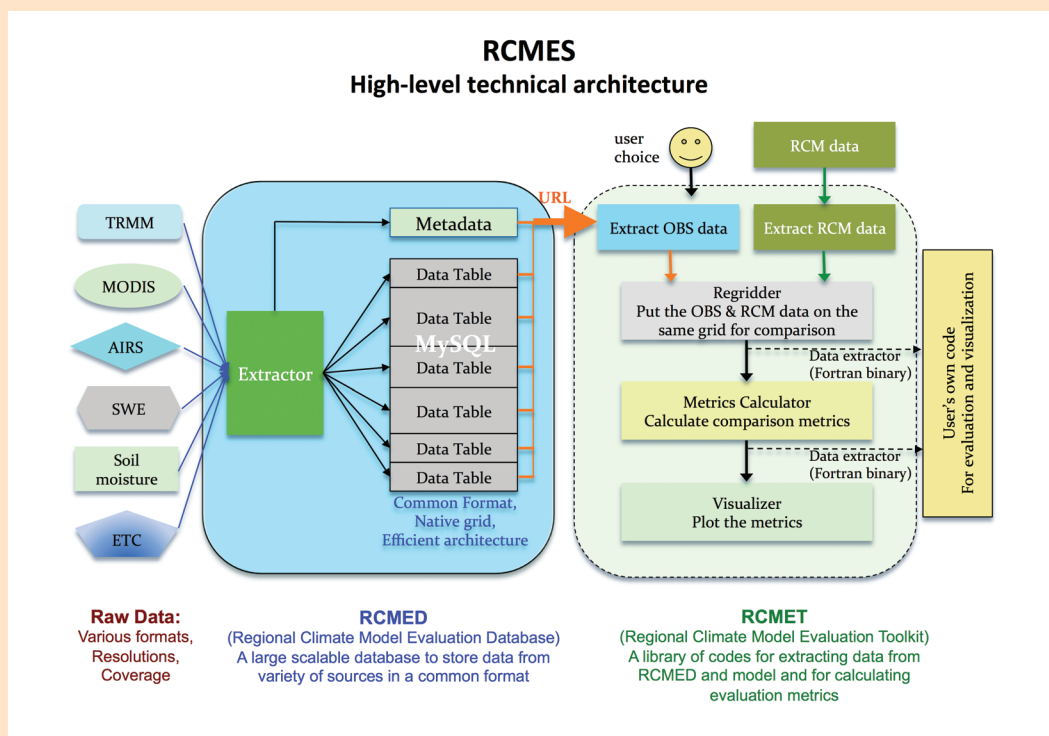 RCMES
High-level technical architecture
user
choice
RCM data
URL
TRMM
MODIS
AIRS
SWE
Soil
moisture
ETC
Extractor
Metadata
Data Table
Data Table
MySQL
Data Table
Data Table
Data Table
Data Table
Common Format,
Native grid,
Efficient architecture
Extract OBS data
Extract RCM data
Regridder
Put the OBS & RCM data on the
same grid for comparison
Data extractor
(Fortran binary)
Metrics Calculator
Calculate comparison metrics
Data extractor
(Fortran binary)
Visualizer
Plot the metrics
User's own code
For evaluation and visualization
Raw Data:
Various formats,
Resolutions,
Coverage
RCMED
(Regional Climate Model Evaluation Database)
A large scalable database to store data from
variety of sources in a common format
RCMET
(Regional Climate Model Evaluation Toolkit)
A library of codes for extracting data from
RCMED and model and for calculating
evaluation metrics